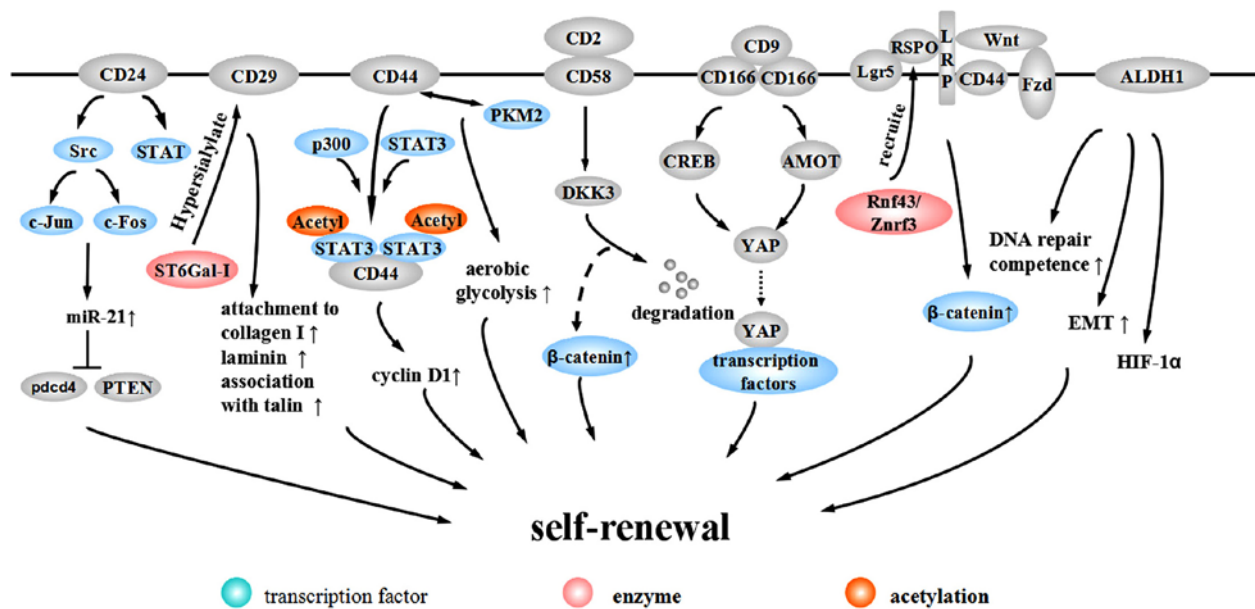 CD2
CD9
RSPO
L
R
P
Wnt
CD24
CD29
CD44
CD58
CD166
CD166
Lgr5
CD44
Fzd
ALDH1
PKM2
Src
STAT
Hypersialylate
p300
STAT3
CREB
AMOT
recruite
DKK3
c-Jun
c-Fos
Acetyl
Acetyl
Rnf43/
Znrf3
STAT3
STAT3
CD44
YAP
DNA repair
competence ↑
ST6Gal-I
aerobic
glycolysis ↑
degradation
miR-21↑
attachment to
collagen I ↑
laminin ↑
association
with talin ↑
β-catenin↑
EMT ↑
YAP
transcription
factors
β-catenin↑
HIF-1α
pdcd4
PTEN
cyclin D1↑
self-renewal
transcription factor
enzyme
acetylation